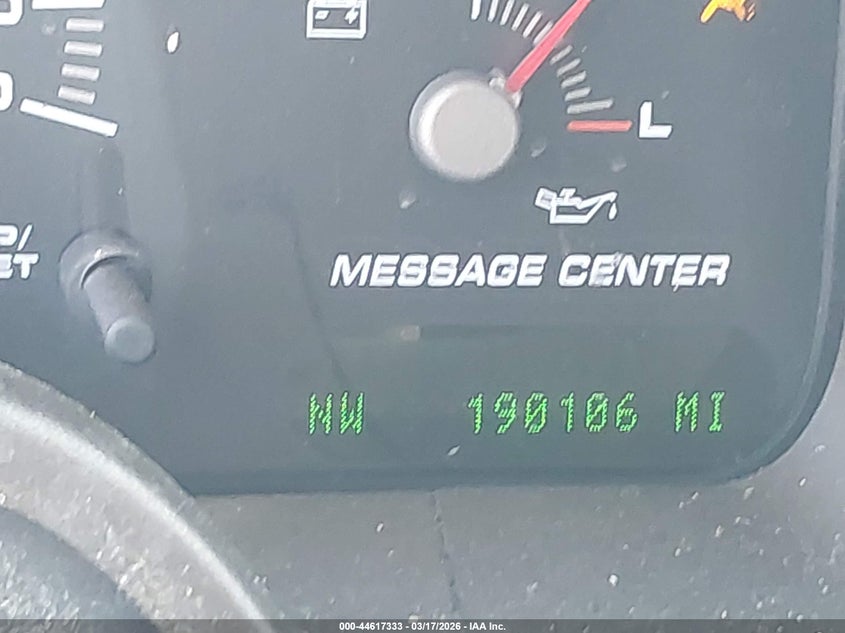 L
MESSAGE CENTER
NW 190106 MI
000-44617333 - 03/17/2026 - IAA Inc.